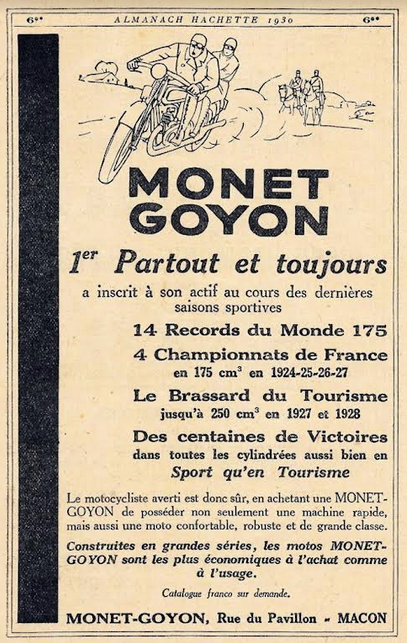 6** ALMANACH HACHETTE 1930 6**
MONET
GOYON
1er Partout et toujours
a inscrit à son actif au cours des dernières
saisons sportives
14 Records du Monde 175
4 Championnats de France
en 175 cm³ en 1924-25-26-27
Le Brassard du Tourisme
jusqu'à 250 cm³ en 1927 et 1928
Des centaines de Victoires
dans toutes les cylindrées aussi bien en
Sport qu'en Tourisme
Le motocycliste averti est donc sûr, en achetant une MONET-
GOYON de posséder non seulement une machine rapide,
mais aussi une moto confortable, robuste et de grande classe.
Construites en grandes séries, les motos MONET-
GOYON sont les plus économiques à l'achat comme
à l'usage.
Catalogue franco sur demande.
MONET-GOYON, Rue du Pavillon - MACON